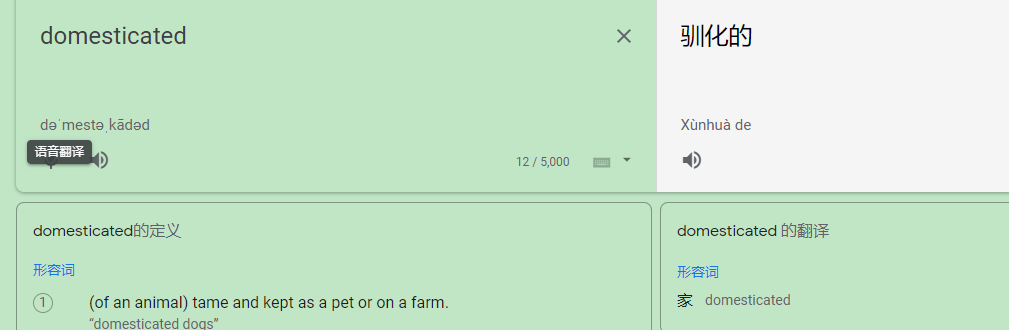 domesticated
驯化的
dəˈmestəˌkādəd
Xùnhuà de
语音翻译
12 / 5,000
domesticated的定义
形容词
1 (of an animal) tame and kept as a pet or on a farm.
“domesticated dogs”
domesticated 的翻译
形容词
家 domesticated